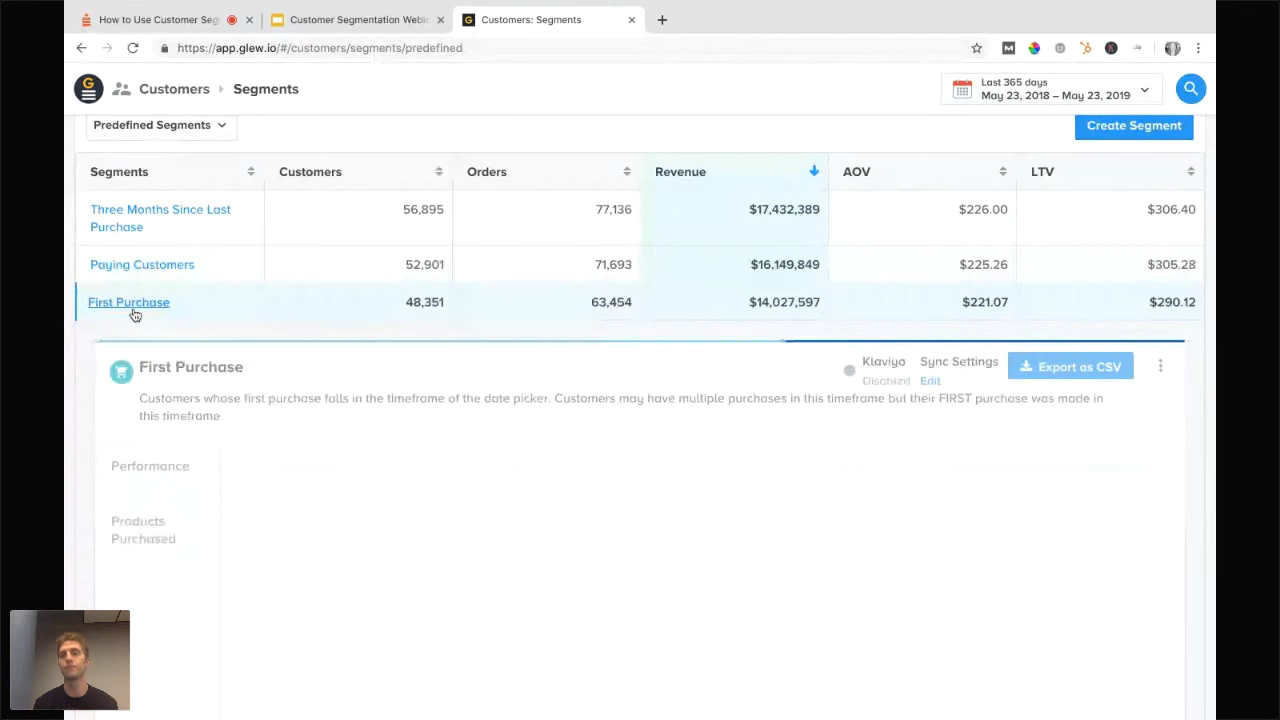 How to Use Customer Seg
Customer Segmentation Webin
Customers: Segments
https://app.glew.io/#/customers/segments/predefined
G
Customers
Segments
Last 365 days
May 23, 2018 – May 23, 2019
Predefined Segments
Create Segment
Segments
Customers
Orders
Revenue
AOV
LTV
Three Months Since Last
Purchase
56,895
77,136
$17,432,389
$226.00
$306.40
Paying Customers
52,901
71,693
$16,149,849
$225.26
$305.28
First Purchase
48,351
63,454
$14,027,597
$221.07
$290.12
First Purchase
Klaviyo
Disabled
Sync Settings
Edit
Export as CSV
Customers whose first purchase falls in the timeframe of the date picker. Customers may have multiple purchases in this timeframe but their FIRST purchase was made in
this timeframe
Performance
Products
Purchased